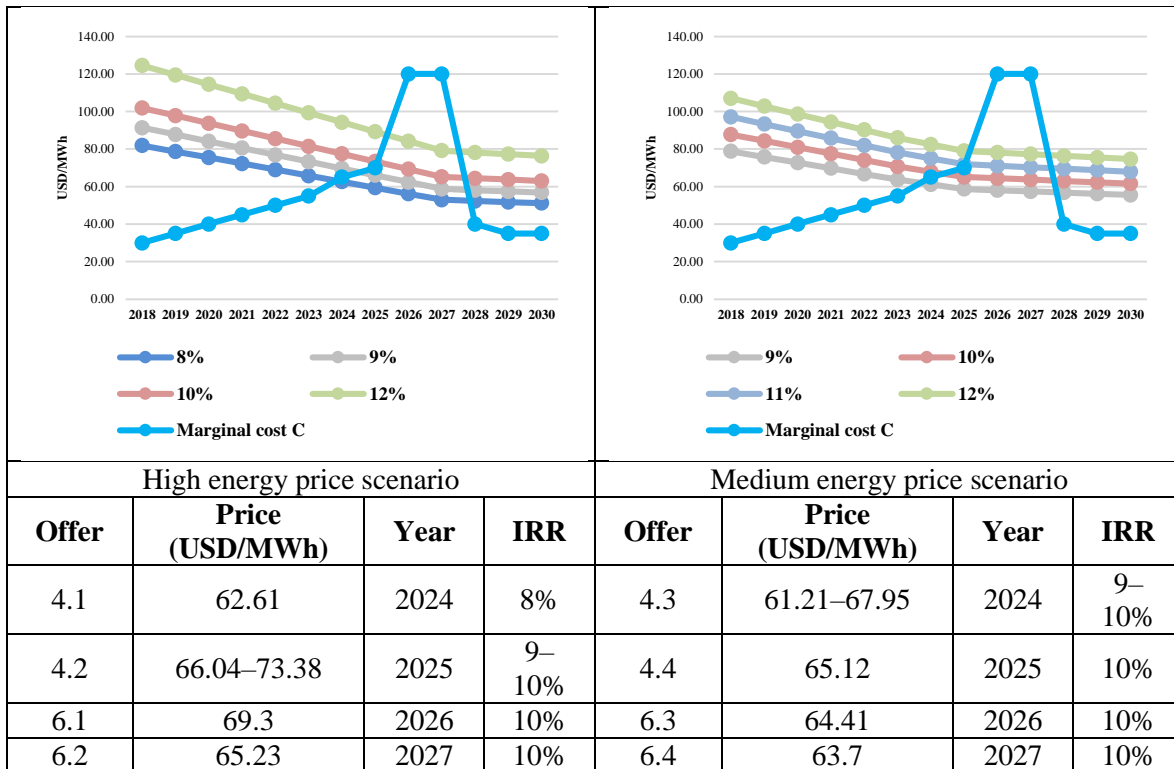 140.00
120.00
100.00
80.00
60.00
40.00
20.00
0.00
USD/MWh
2018 2019 2020 2021 2022 2023 2024 2025 2026 2027 2028 2029 2030
8% 9%
10% 12%
Marginal cost C
140.00
120.00
100.00
80.00
60.00
40.00
20.00
0.00
USD/MWh
2018 2019 2020 2021 2022 2023 2024 2025 2026 2027 2028 2029 2030
9% 10%
11% 12%
Marginal cost C
High energy price scenario Medium energy price scenario
Offer Price (USD/MWh) Year IRR Offer Price (USD/MWh) Year IRR
4.1 62.61 2024 8% 4.3 61.21–67.95 2024 9–10%
4.2 66.04–73.38 2025 9–10% 4.4 65.12 2025 10%
6.1 69.3 2026 10% 6.3 64.41 2026 10%
6.2 65.23 2027 10% 6.4 63.7 2027 10%